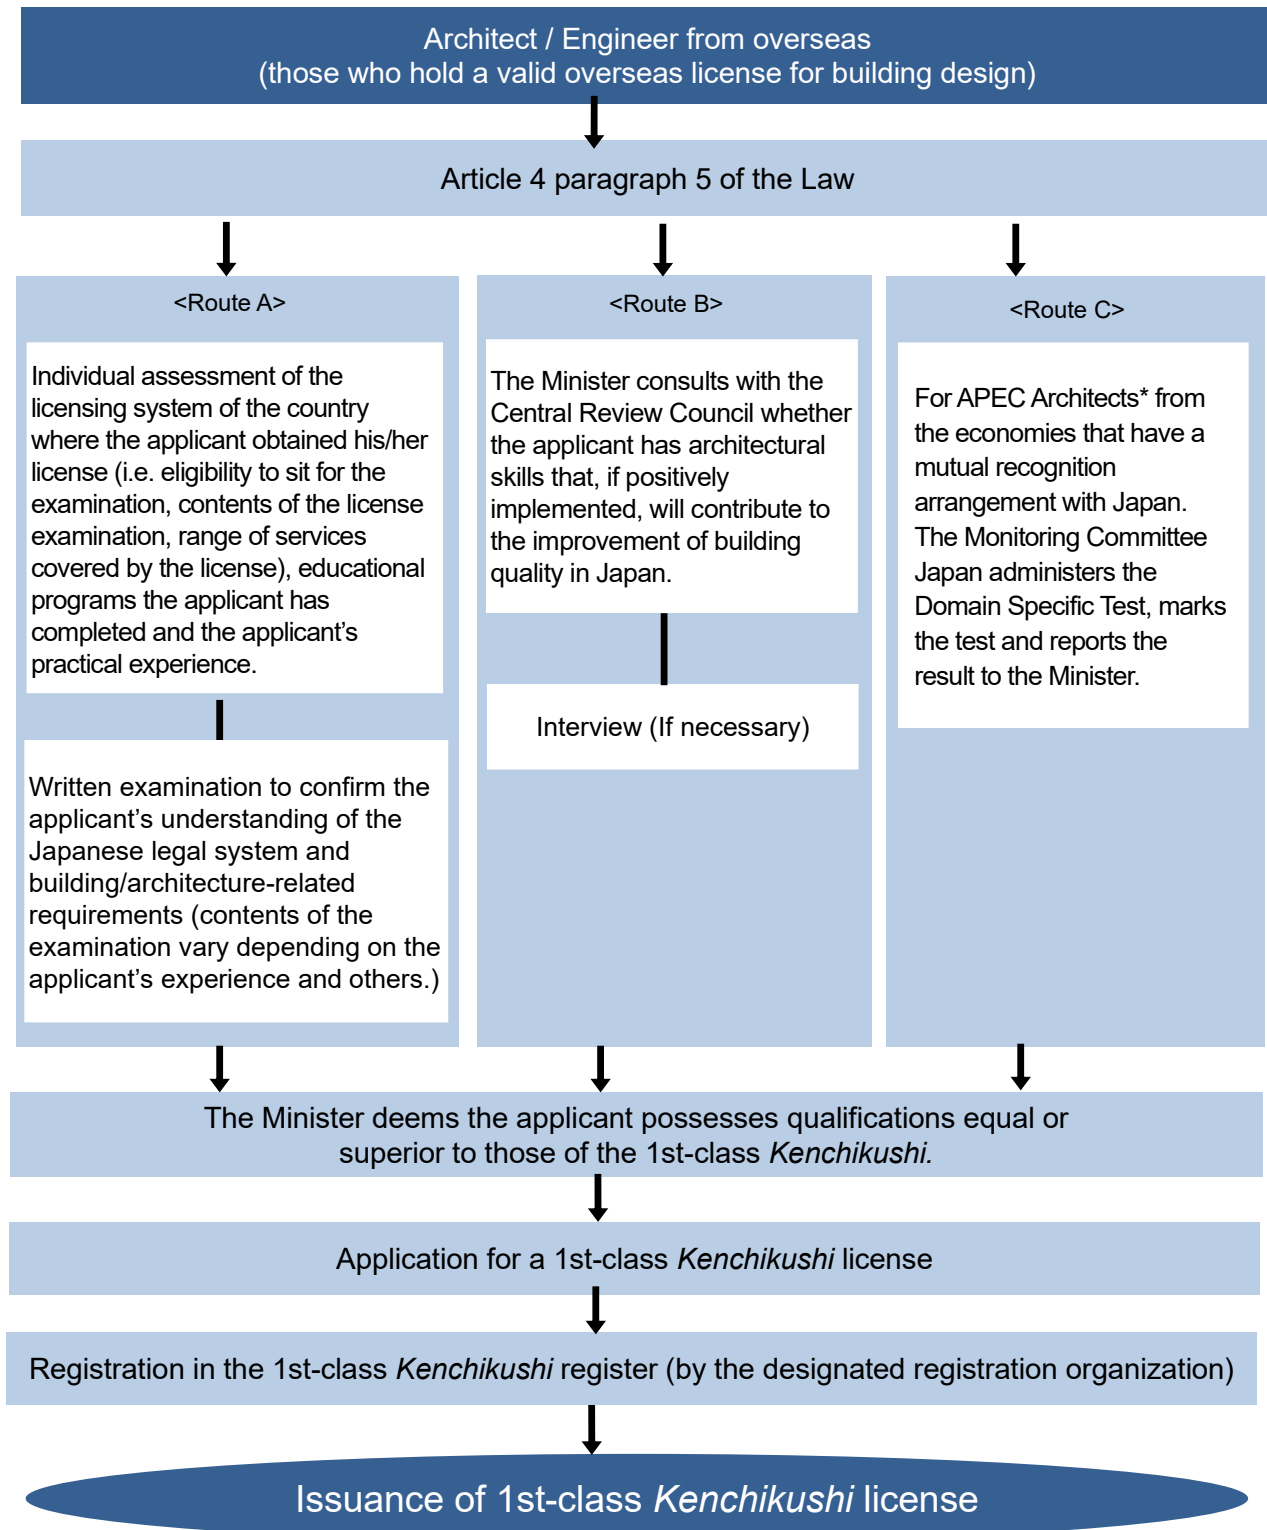 Architect / Engineer from overseas
(those who hold a valid overseas license for building design)
Article 4 paragraph 5 of the Law
<Route A>
Individual assessment of the
licensing system of the country
where the applicant obtained his/her
license (i.e. eligibility to sit for the
examination, contents of the license
examination, range of services
covered by the license), educational
programs the applicant has
completed and the applicant’s
practical experience.
Written examination to confirm the
applicant’s understanding of the
Japanese legal system and
building/architecture-related
requirements (contents of the
examination vary depending on the
applicant’s experience and others.)
<Route B>
The Minister consults with the
Central Review Council whether
the applicant has architectural
skills that, if positively
implemented, will contribute to
the improvement of building
quality in Japan.
Interview (If necessary)
<Route C>
For APEC Architects* from
the economies that have a
mutual recognition
arrangement with Japan.
The Monitoring Committee
Japan administers the
Domain Specific Test, marks
the test and reports the
result to the Minister.
The Minister deems the applicant possesses qualifications equal or
superior to those of the 1st-class Kenchikushi.
Application for a 1st-class Kenchikushi license
Registration in the 1st-class Kenchikushi register (by the designated registration organization)
Issuance of 1st-class Kenchikushi license